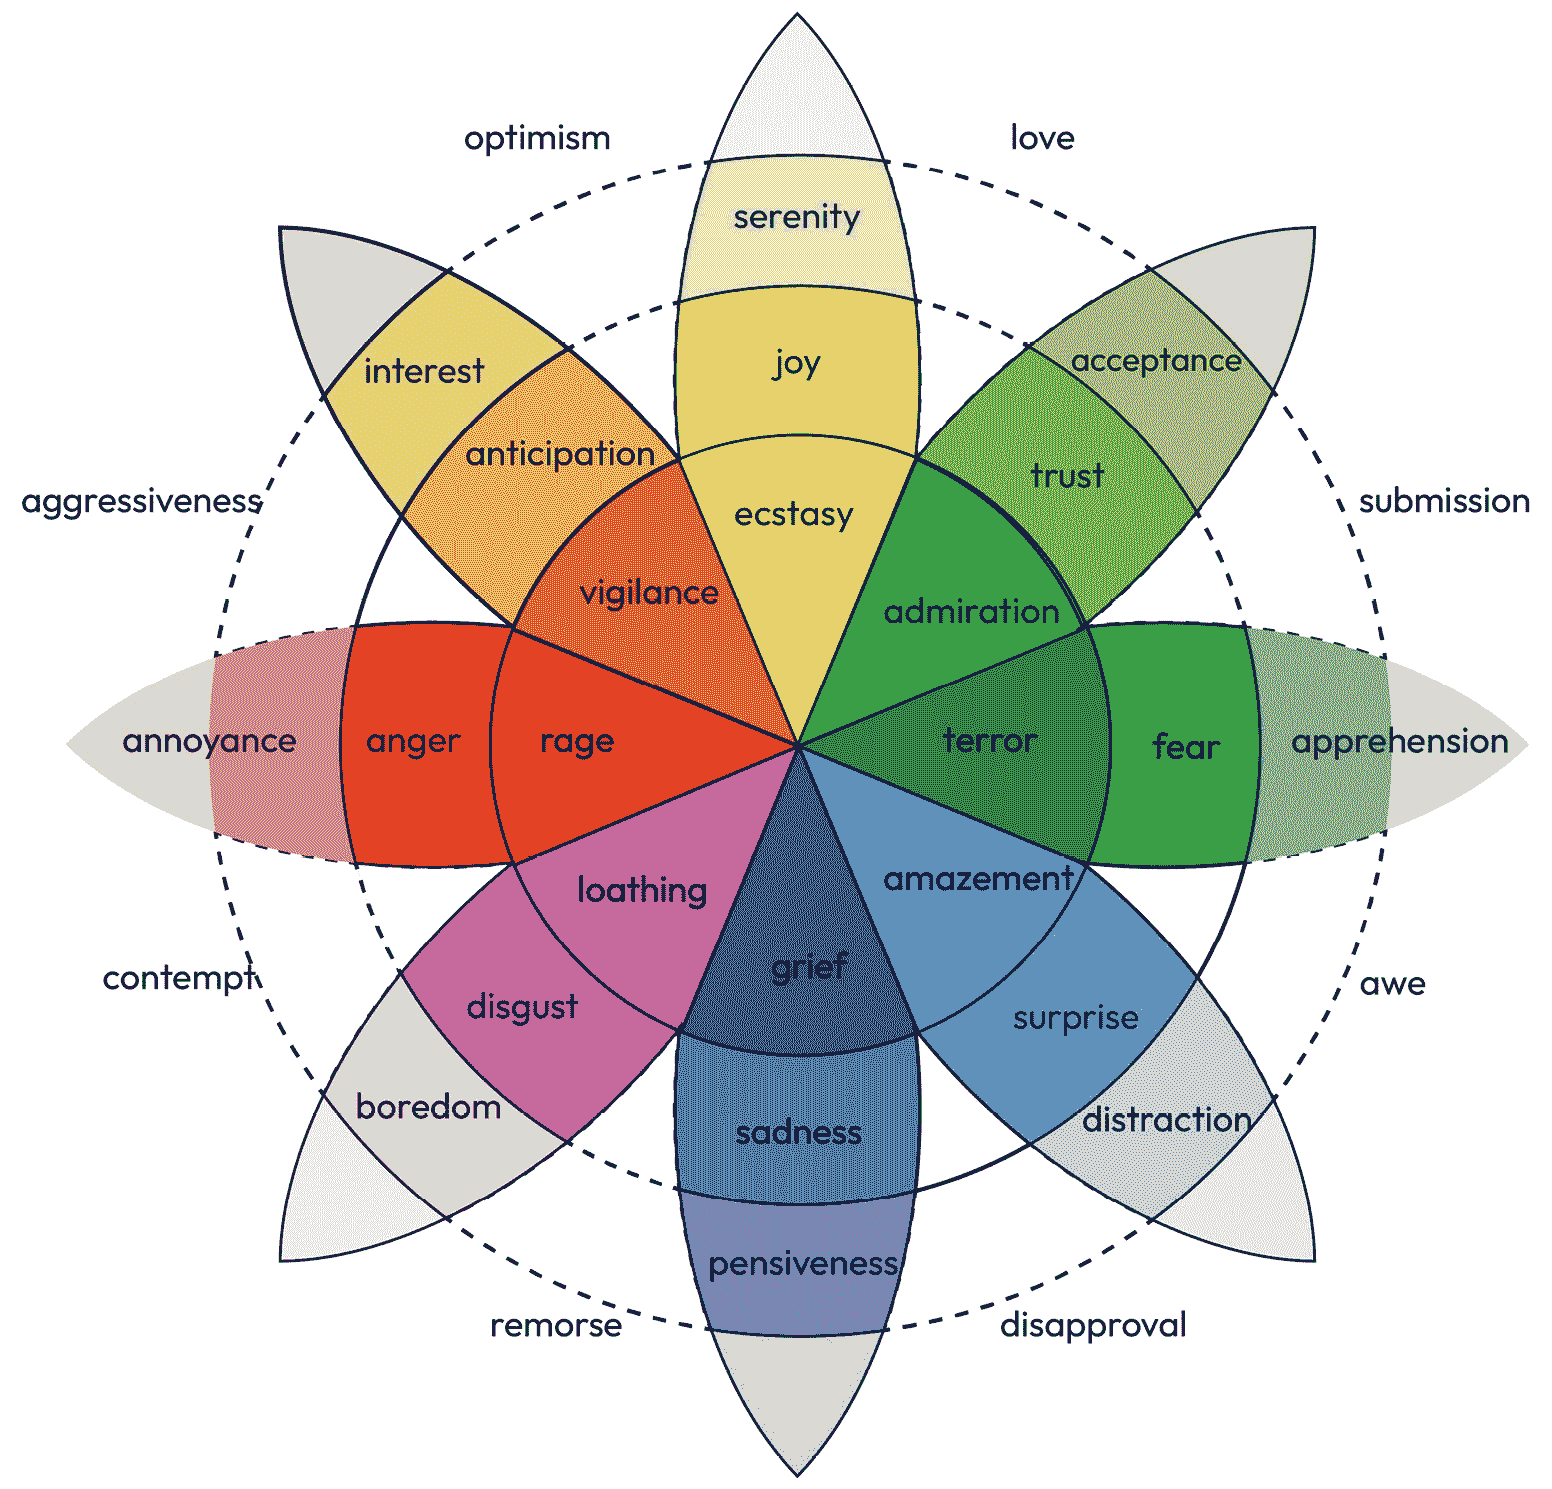 optimism
love
serenity
interest
joy
acceptance
anticipation
trust
aggressiveness
submission
ecstasy
vigilance
admiration
annoyance
anger
rage
terror
fear
apprehension
loathing
amazement
grief
contempt
awe
disgust
surprise
boredom
distraction
sadness
pensiveness
remorse
disapproval